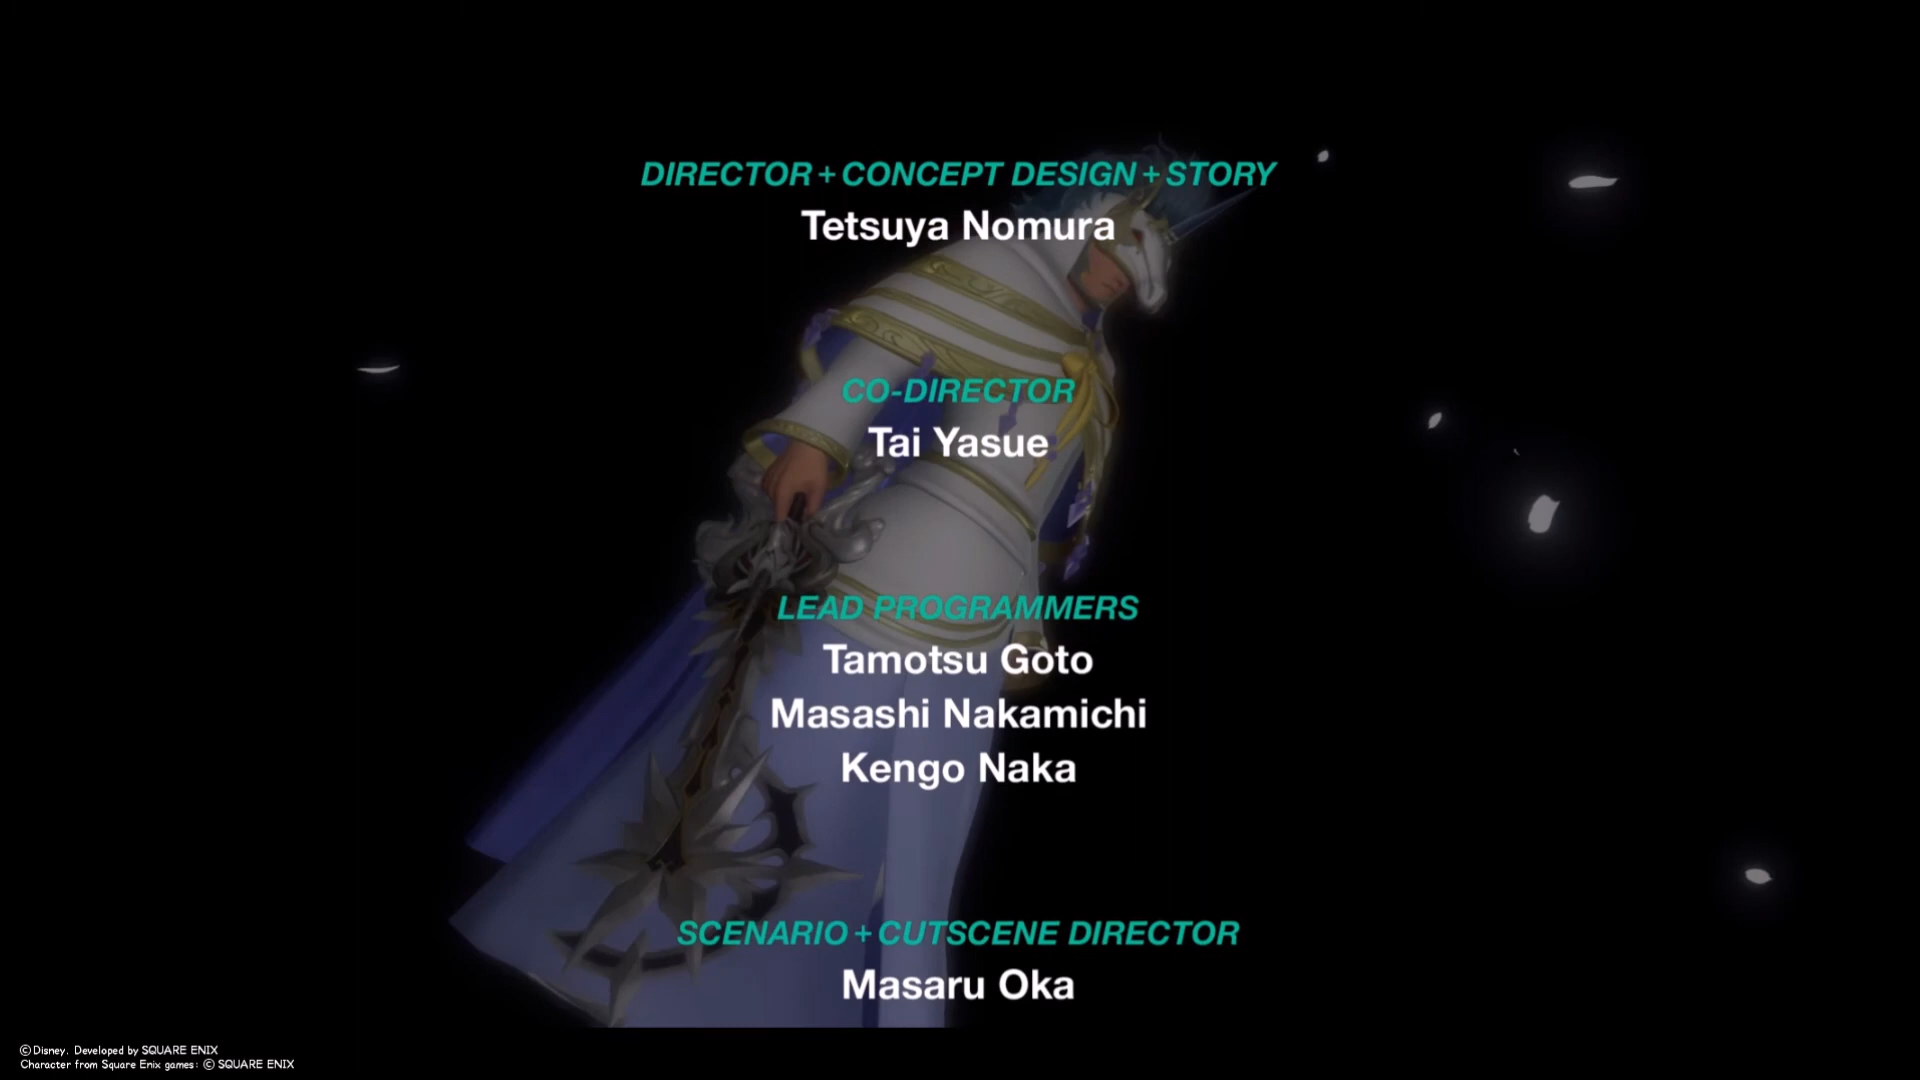 DIRECTOR + CONCEPT DESIGN + STORY
Tetsuya Nomura
CO-DIRECTOR
Tai Yasue
LEAD PROGRAMMERS
Tamotsu Goto
Masashi Nakamichi
Kengo Naka
SCENARIO + CUTSCENE DIRECTOR
Masaru Oka
© Disney. Developed by SQUARE ENIX
Character from Square Enix games: © SQUARE ENIX